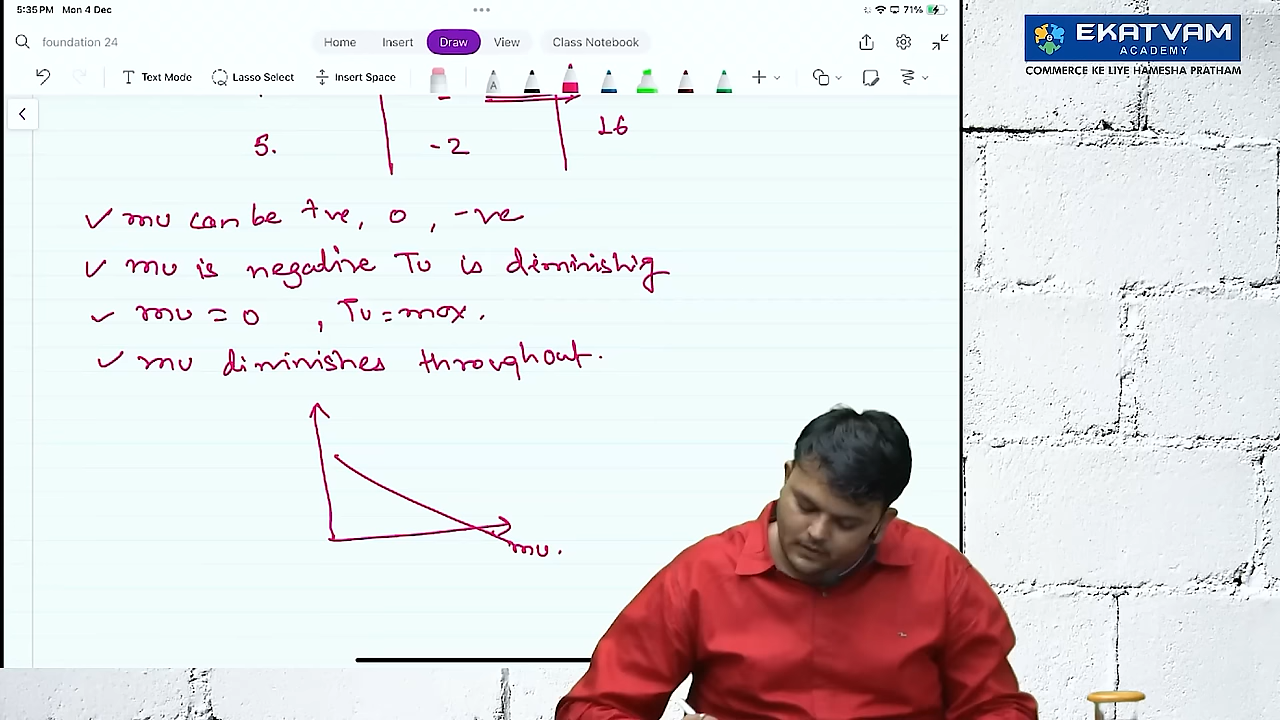 5:35 PM Mon 4 Dec
71%
foundation 24
Home Insert Draw View Class Notebook
Text Mode Lasso Select Insert Space
5. -2 16
mu can be +ve, 0, -ve
mu is negative Tu is diminishig
mu = 0 , Tu = max.
mu diminishes throughout.
mu.
EKATVAM
ACADEMY
COMMERCE KE LIYE HAMESHA PRATHAM